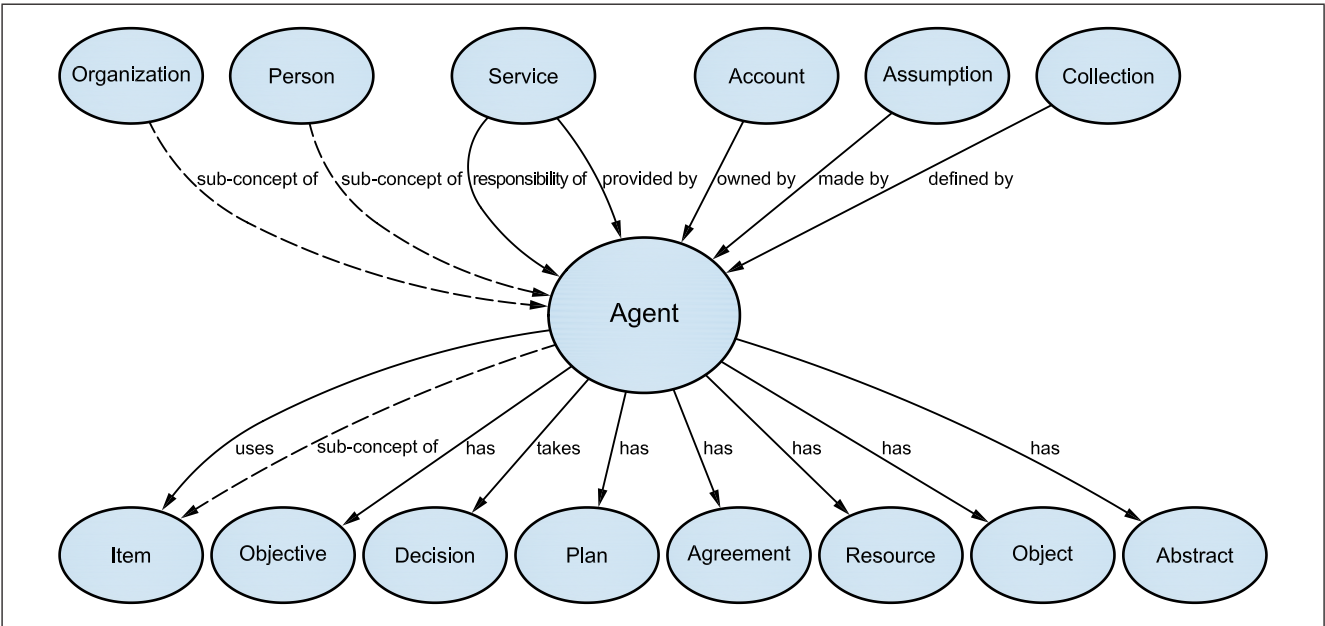 Organization
Person
Service
Account
Assumption
Collection
sub-concept of
sub-concept of
responsibility of
provided by
owned by
made by
defined by
Agent
uses
sub-concept of
has
takes
has
has
has
has
has
Item
Objective
Decision
Plan
Agreement
Resource
Object
Abstract